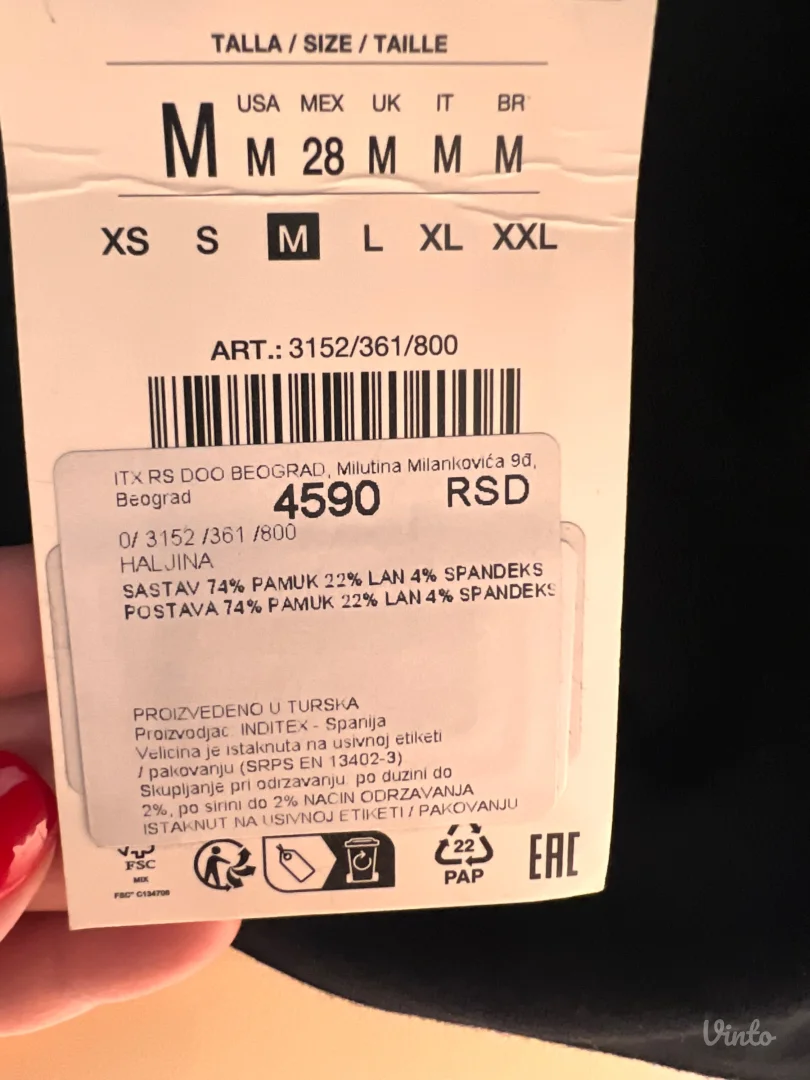 TALLA / SIZE / TAILLE
USA MEX UK IT BR
M M 28 M M M
XS S M L XL XXL
ART.: 3152/361/800
ITX RS DOO BEOGRAD, Milutina Milankovića 9đ,
Beograd 4590 RSD
0/ 3152 /361 /800
HALJINA
SASTAV 74% PAMUK 22% LAN 4% SPANDEKS
POSTAVA 74% PAMUK 22% LAN 4% SPANDEKS
PROIZVEDENO U TURSKA
Proizvodjac: INDITEX - Spanija
Velicina je istaknuta na usivnoj etiketi
/ pakovanju (SRPS EN 13402-3)
Skupljanje pri odrzavanju po duzini do
2%, po sirini do 2% NACIN ODRZAVANJA
ISTAKNUT NA USIVNOJ ETIKETI / PAKOVANJU
FSC
MIX
FSC® C134706
22
PAP
EAC
Vinto